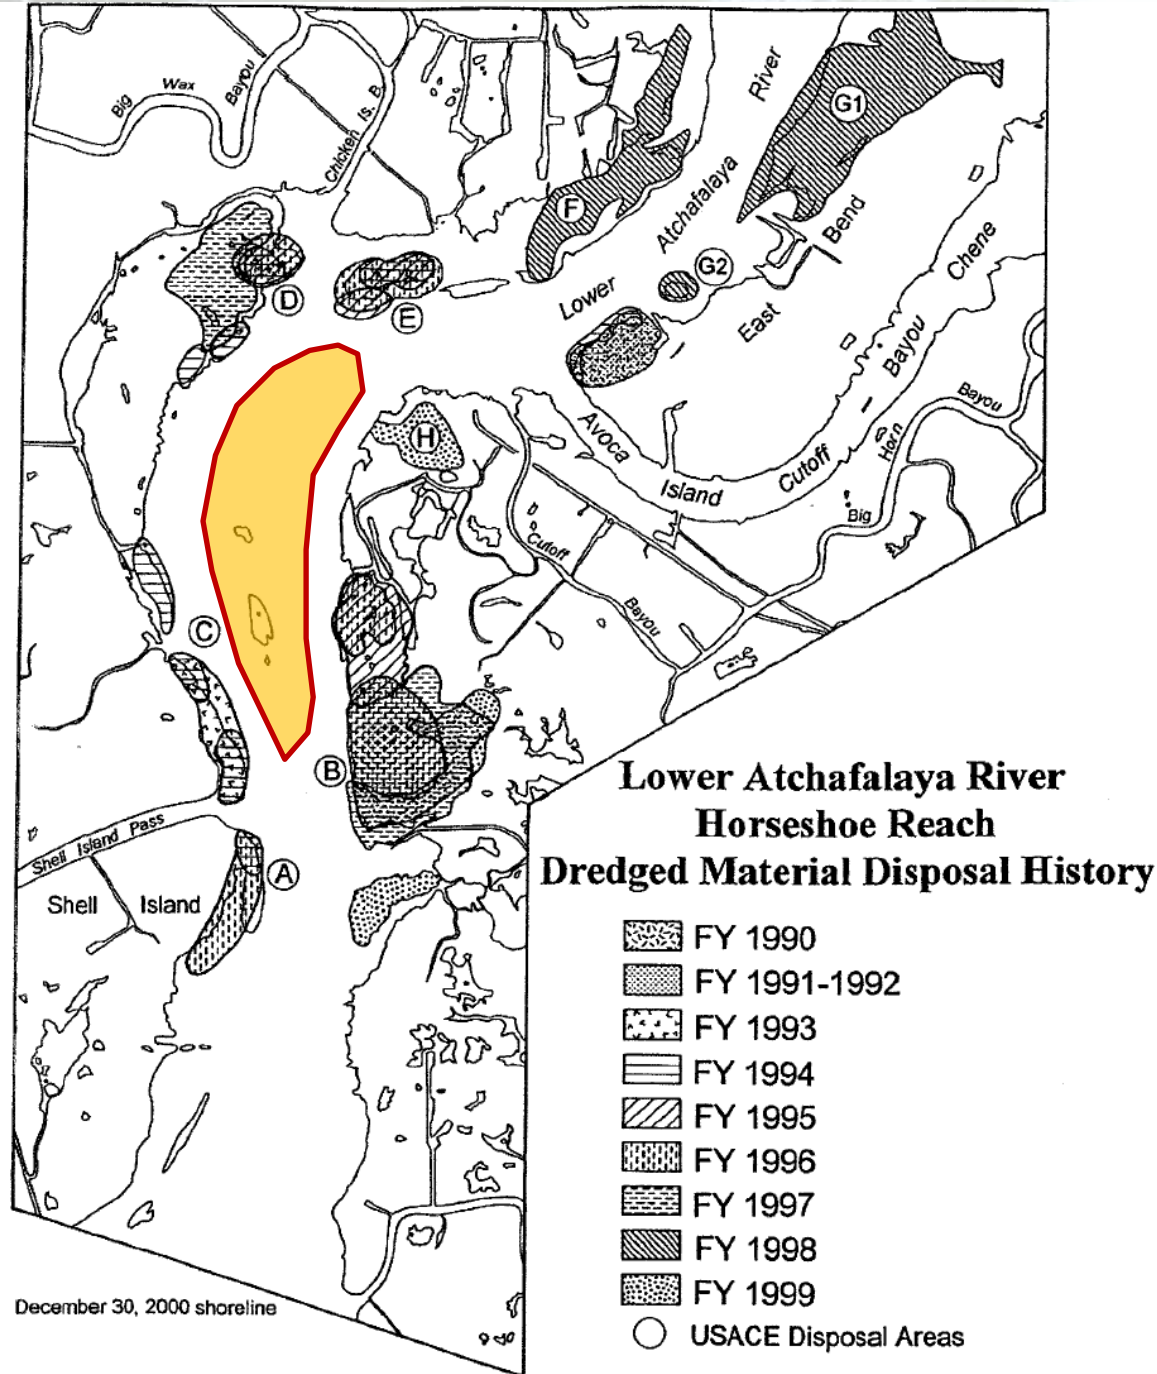 Big Wax Bayou
Chicken Is. B.
River
G1
F
Atchafalaya
Bend
G2
Chene
Lower
D
E
East
Bayou
Bayou
H
Avoca
Horn
Island
Cutoff
Big
Cutoff
Bayou
C
B
Lower Atchafalaya River
Horseshoe Reach
Dredged Material Disposal History
Shell Island Pass
A
Shell Island
FY 1990
FY 1991-1992
FY 1993
FY 1994
FY 1995
FY 1996
FY 1997
FY 1998
FY 1999
USACE Disposal Areas
December 30, 2000 shoreline